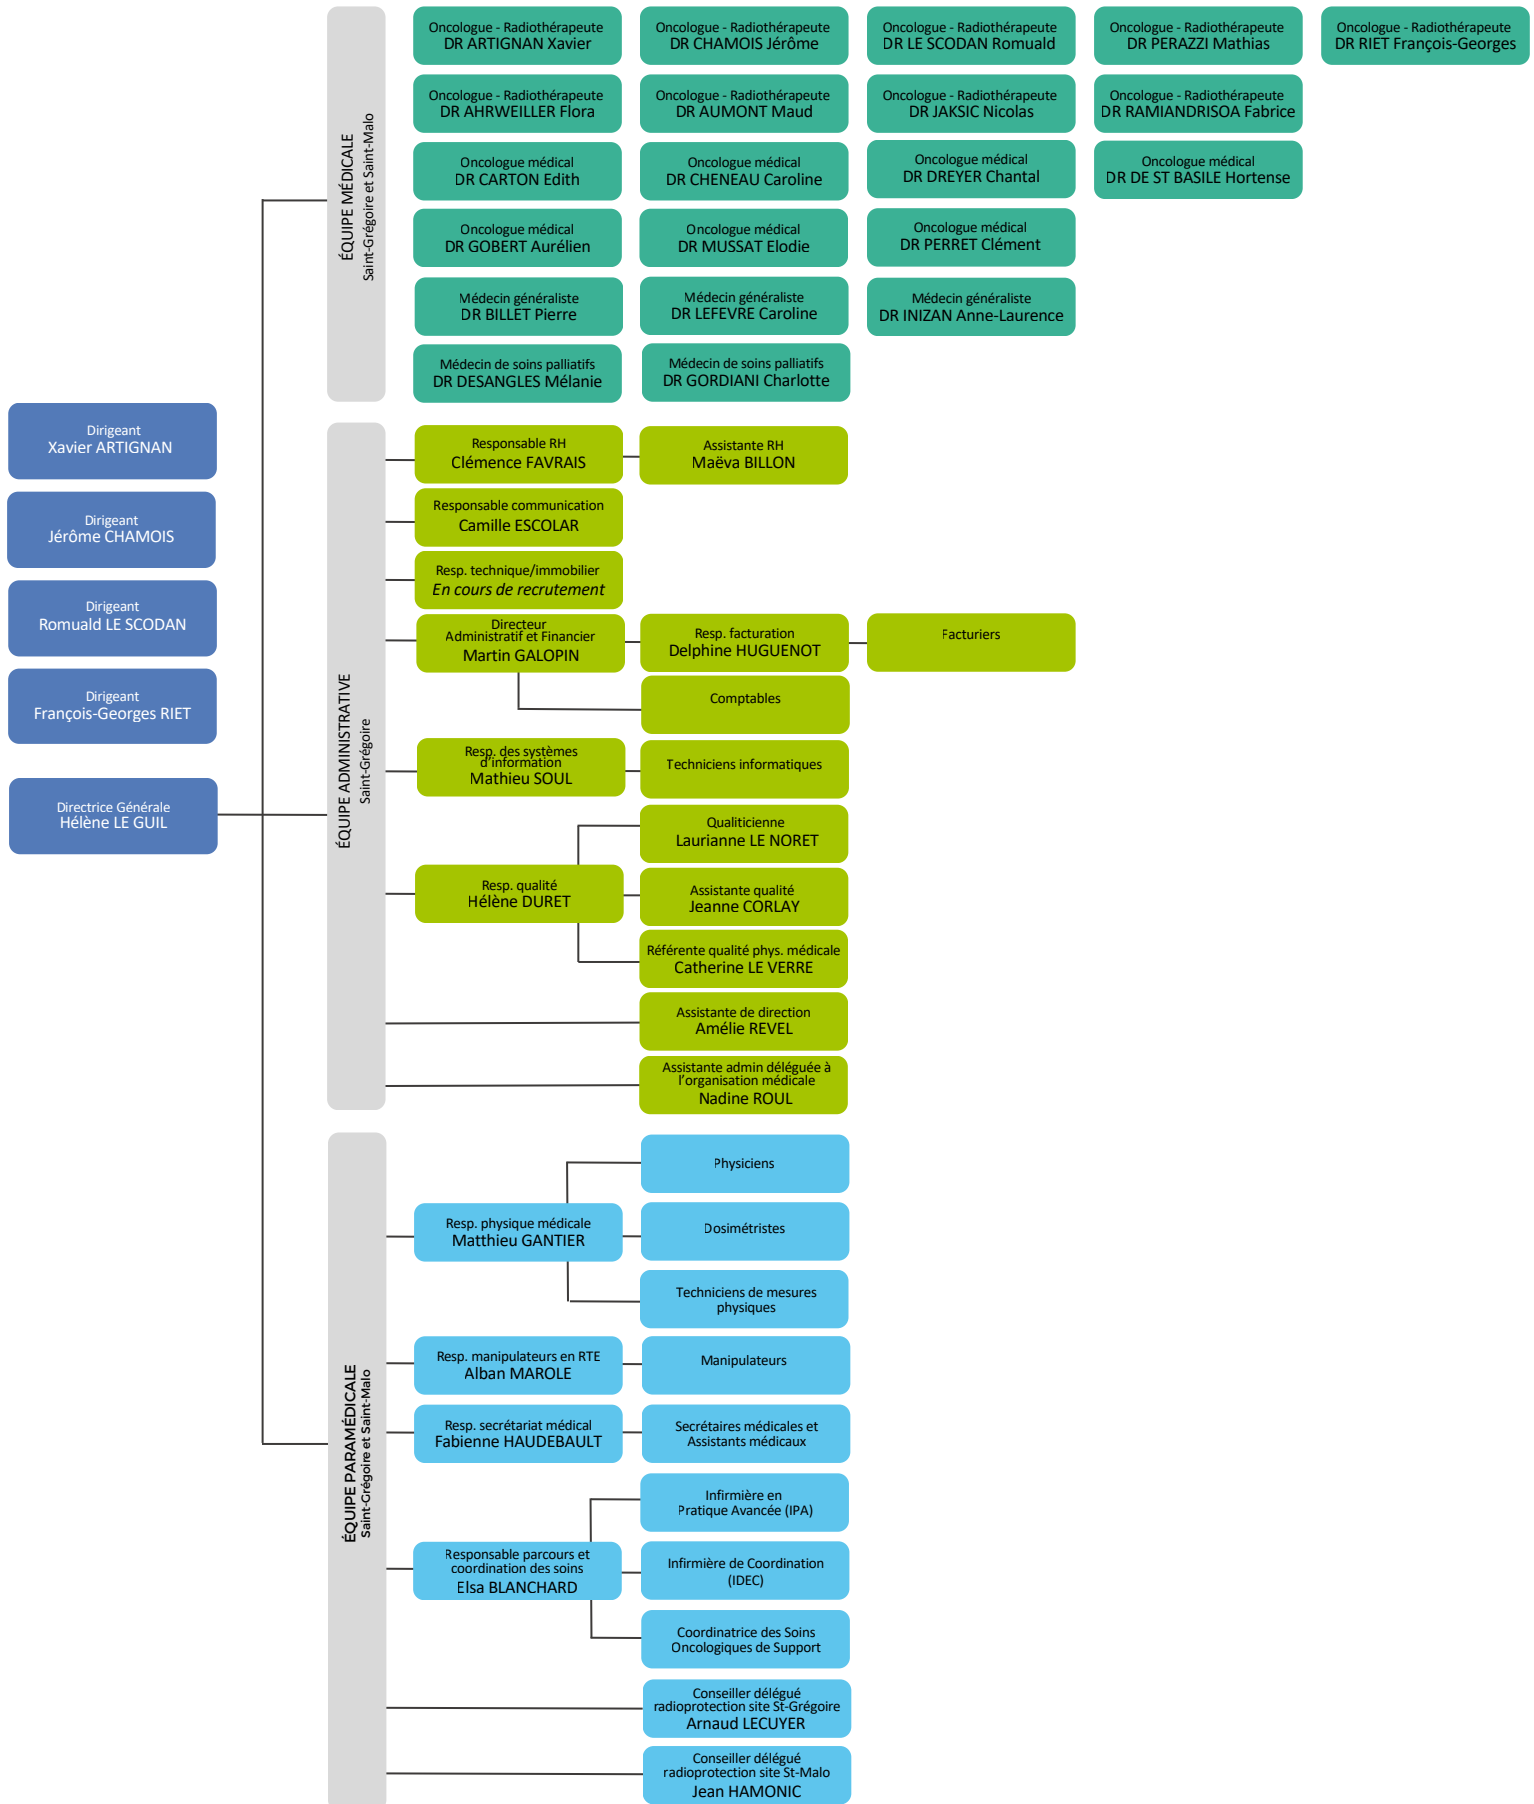 Oncologue - Radiothérapeute
DR ARTIGNAN Xavier
Oncologue - Radiothérapeute
DR CHAMOIS Jérôme
Oncologue - Radiothérapeute
DR LE SCODAN Romuald
Oncologue - Radiothérapeute
DR PERAZZI Mathias
Oncologue - Radiothérapeute
DR RIET François-Georges
Oncologue - Radiothérapeute
DR AHRWEILLER Flora
Oncologue - Radiothérapeute
DR AUMONT Maud
Oncologue - Radiothérapeute
DR JAKSIC Nicolas
Oncologue - Radiothérapeute
DR RAMIANDRISOA Fabrice
Oncologue médical
DR CARTON Edith
Oncologue médical
DR CHENEAU Caroline
Oncologue médical
DR DREYER Chantal
Oncologue médical
DR DE ST BASILE Hortense
Oncologue médical
DR GOBERT Aurélien
Oncologue médical
DR MUSSAT Elodie
Oncologue médical
DR PERRET Clément
Médecin généraliste
DR BILLET Pierre
Médecin généraliste
DR LEFEVRE Caroline
Médecin généraliste
DR INIZAN Anne-Laurence
Médecin de soins palliatifs
DR DESANGLES Mélanie
Médecin de soins palliatifs
DR GORDIANI Charlotte
ÉQUIPE MÉDICALE
Saint-Grégoire et Saint-Malo
Dirigeant
Xavier ARTIGNAN
Dirigeant
Jérôme CHAMOIS
Dirigeant
Romuald LE SCODAN
Dirigeant
François-Georges RIET
Directrice Générale
Hélène LE GUIL
ÉQUIPE ADMINISTRATIVE
Saint-Grégoire
Responsable RH
Clémence FAVRAIS
Assistante RH
Maëva BILLON
Responsable communication
Camille ESCOLAR
Resp. technique/immobilier
En cours de recrutement
Directeur
Administratif et Financier
Martin GALOPIN
Resp. facturation
Delphine HUGUENOT
Facturiers
Comptables
Resp. des systèmes
d’information
Mathieu SOUL
Techniciens informatiques
Qualiticienne
Laurianne LE NORET
Resp. qualité
Hélène DURET
Assistante qualité
Jeanne CORLAY
Référente qualité phys. médicale
Catherine LE VERRE
Assistante de direction
Amélie REVEL
Assistante admin déléguée à
l’organisation médicale
Nadine ROUL
ÉQUIPE PARAMÉDICALE
Saint-Grégoire et Saint-Malo
Physiciens
Resp. physique médicale
Matthieu GANTIER
Dosimétristes
Techniciens de mesures
physiques
Resp. manipulateurs en RTE
Alban MAROLE
Manipulateurs
Resp. secrétariat médical
Fabienne HAUDEBAULT
Secrétaires médicales et
Assistants médicaux
Infirmière en
Pratique Avancée (IPA)
Responsable parcours et
coordination des soins
Elsa BLANCHARD
Infirmière de Coordination
(IDEC)
Coordinatrice des Soins
Oncologiques de Support
Conseiller délégué
radioprotection site St-Grégoire
Arnaud LECUYER
Conseiller délégué
radioprotection site St-Malo
Jean HAMONIC